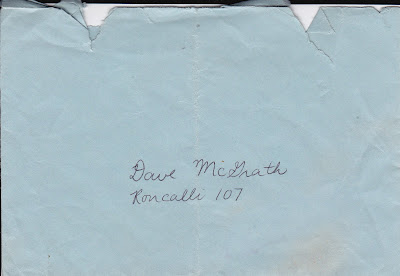 Dave McGrath
Roncalli 107